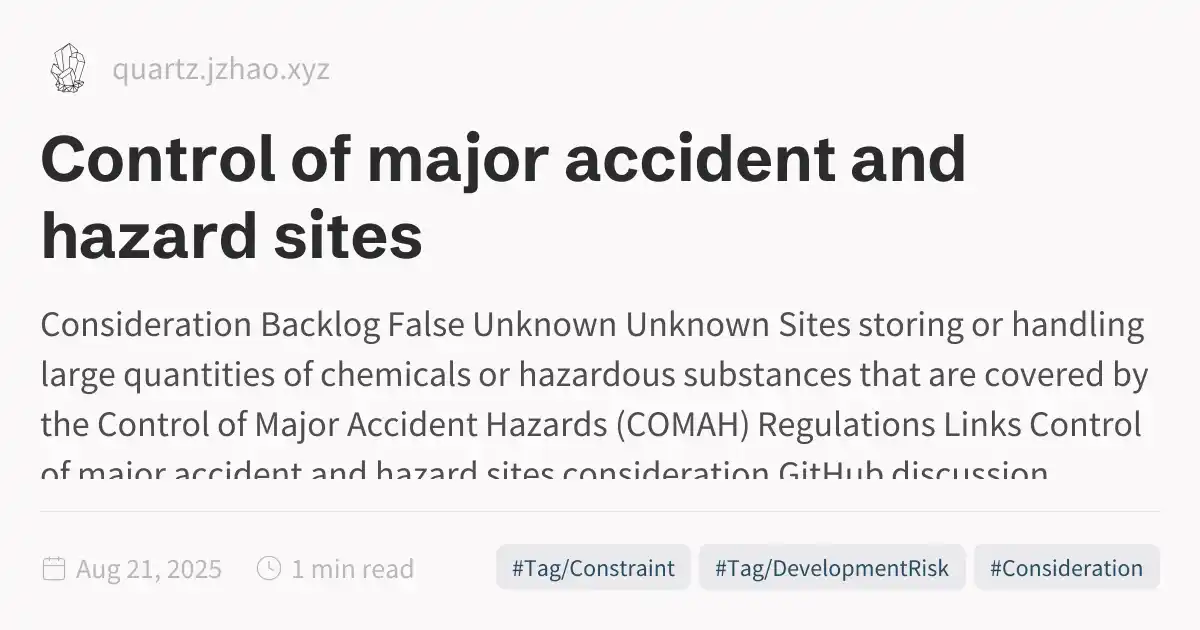 quartz.jzhao.xyz
Control of major accident and
hazard sites
Consideration Backlog False Unknown Unknown Sites storing or handling
large quantities of chemicals or hazardous substances that are covered by
the Control of Major Accident Hazards (COMAH) Regulations Links Control
of major accident and hazard sites consideration GitHub discussion
Aug 21, 2025
1 min read
#Tag/Constraint
#Tag/DevelopmentRisk
#Consideration